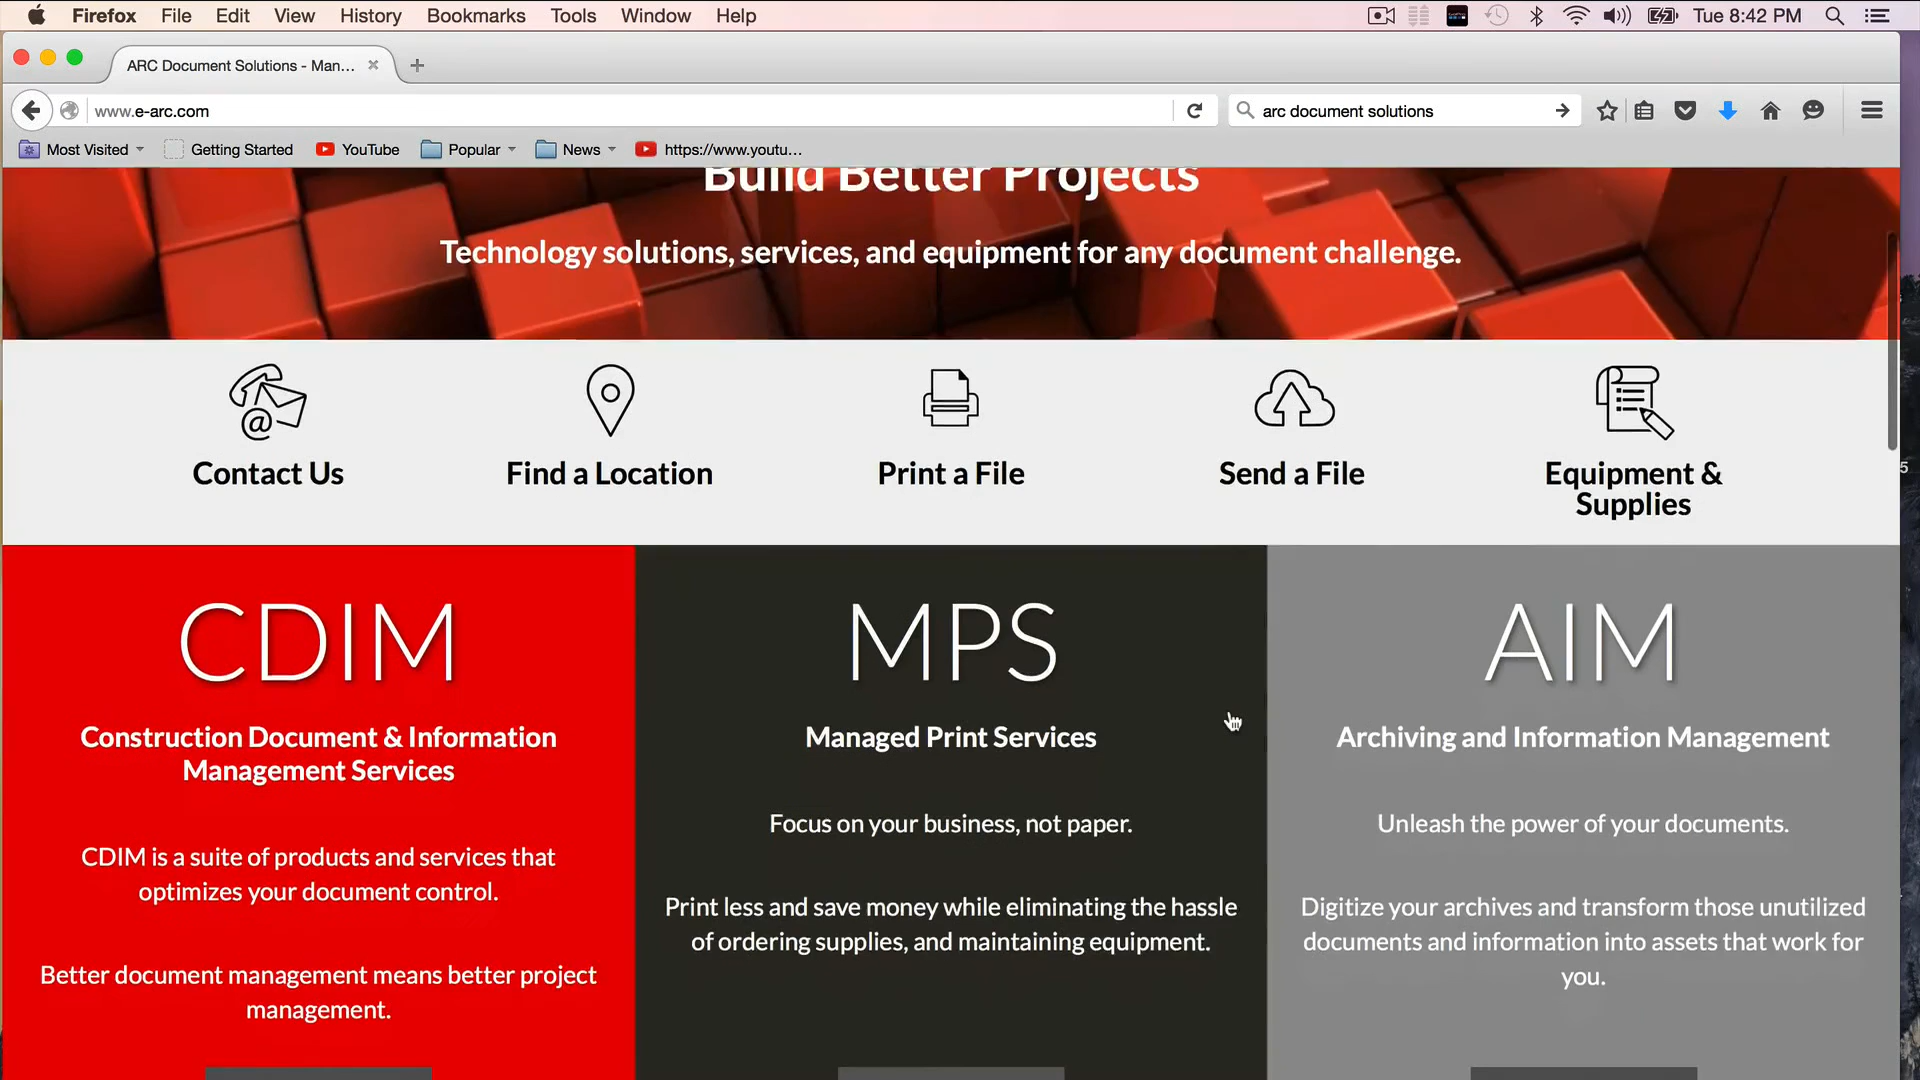 Firefox File Edit View History Bookmarks Tools Window Help Tue 8:42 PM
ARC Document Solutions - Man...
www.e-arc.com arc document solutions
Most Visited Getting Started YouTube Popular News https://www.youtu...
Build Better Projects
Technology solutions, services, and equipment for any document challenge.
@
Contact Us Find a Location Print a File Send a File Equipment &
Supplies
5
CDIM
Construction Document & Information
Management Services
CDIM is a suite of products and services that
optimizes your document control.
Better document management means better project
management.
MPS
Managed Print Services
Focus on your business, not paper.
Print less and save money while eliminating the hassle
of ordering supplies, and maintaining equipment.
AIM
Archiving and Information Management
Unleash the power of your documents.
Digitize your archives and transform those unutilized
documents and information into assets that work for
you.